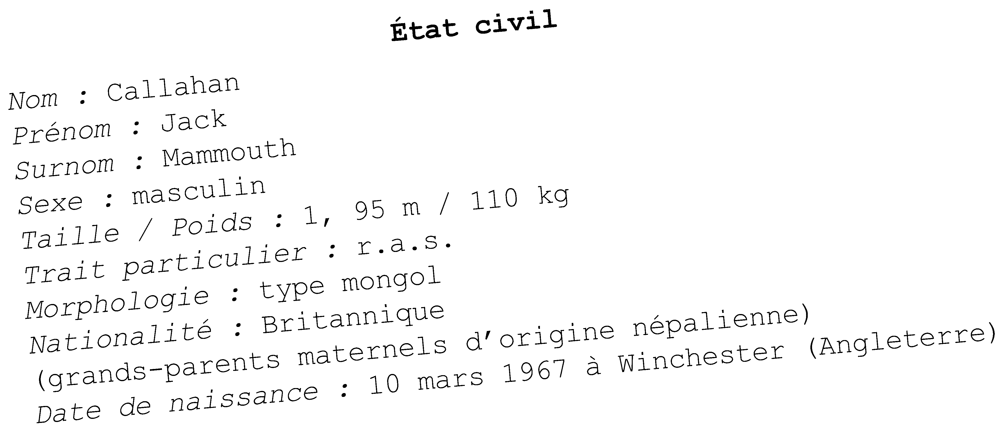 État civil
Nom : Callahan
Prénom : Jack
Surnom : Mammouth
Sexe : masculin
Taille / Poids : 1, 95 m / 110 kg
Trait particulier : r.a.s.
Morphologie : type mongol
Nationalité : Britannique
(grands-parents maternels d’origine népalienne)
Date de naissance : 10 mars 1967 à Winchester (Angleterre)